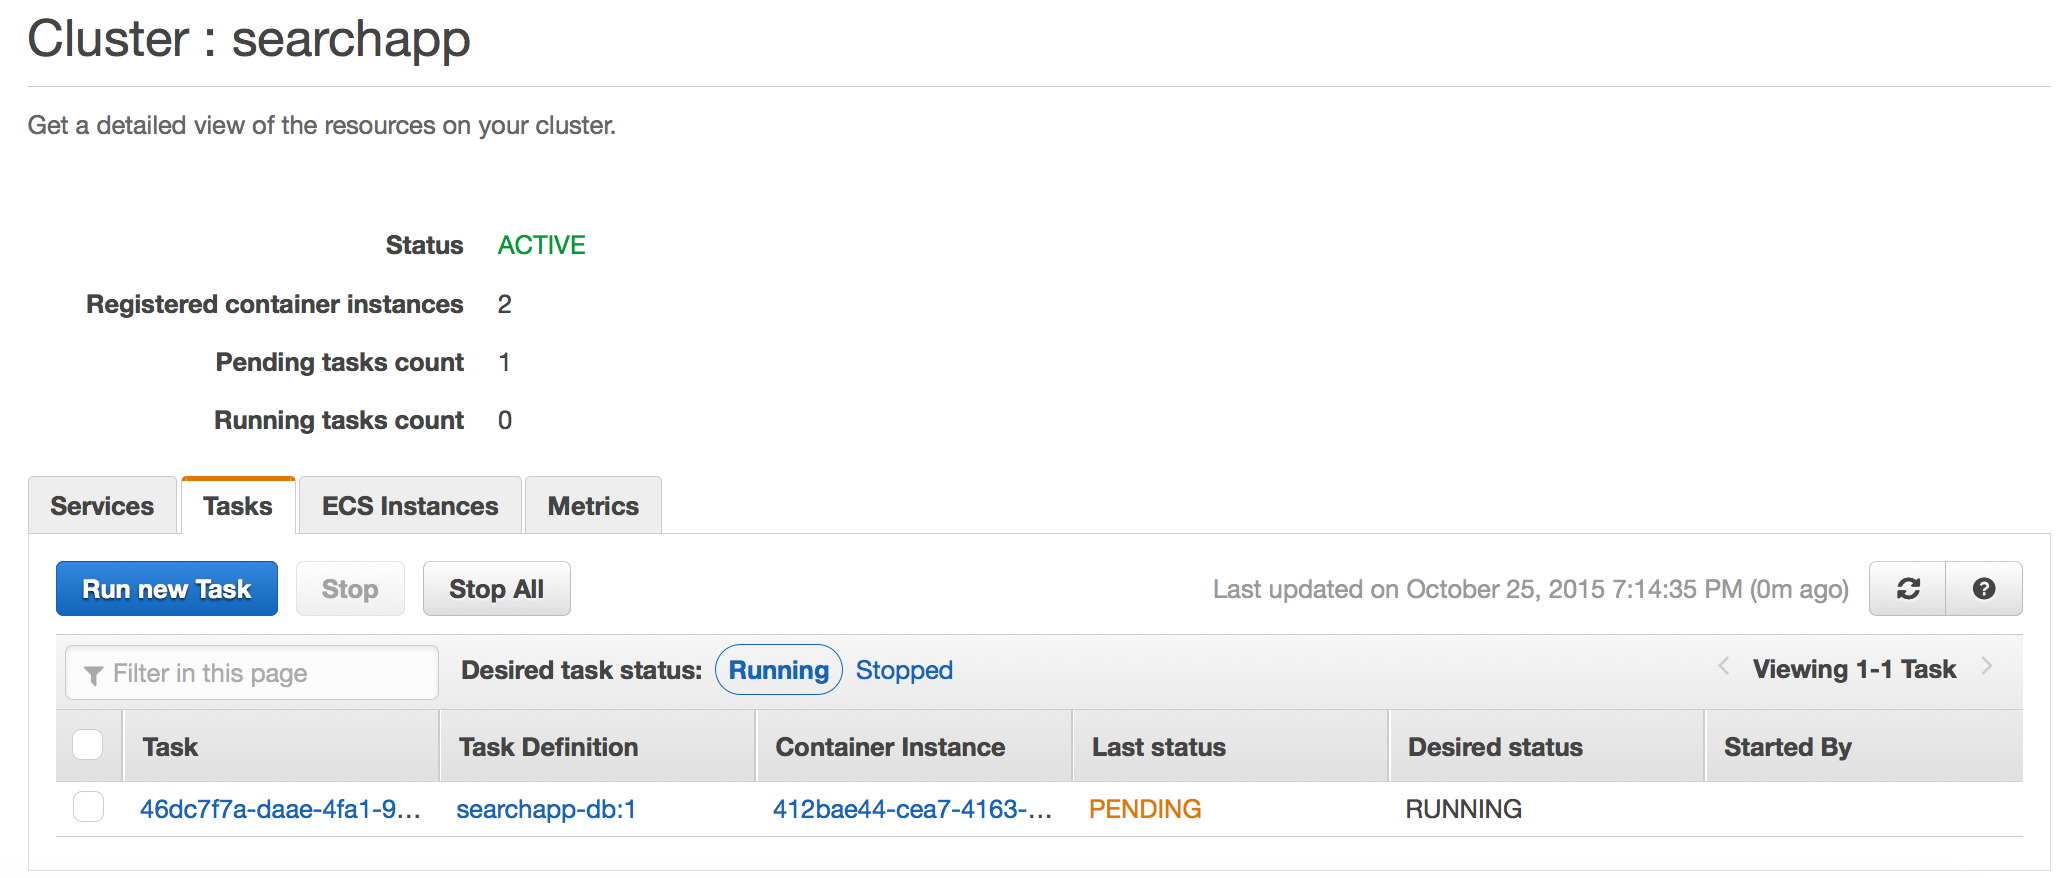 Cluster : searchapp
Get a detailed view of the resources on your cluster.
Status ACTIVE
Registered container instances 2
Pending tasks count 1
Running tasks count 0
Services Tasks ECS Instances Metrics
Run new Task Stop Stop All Last updated on October 25, 2015 7:14:35 PM (0m ago)
Filter in this page Desired task status: Running Stopped Viewing 1-1 Task
Task Task Definition Container Instance Last status Desired status Started By
46dc7f7a-daae-4fa1-9... searchapp-db:1 412bae44-cea7-4163-... PENDING RUNNING